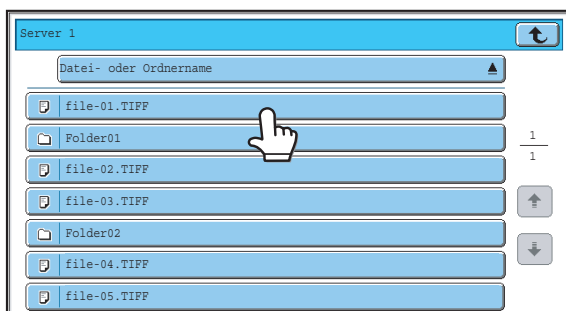 Server 1
Datei- oder Ordnername
file-01.TIFF
Folder01
file-02.TIFF
file-03.TIFF
Folder02
file-04.TIFF
file-05.TIFF
1
1